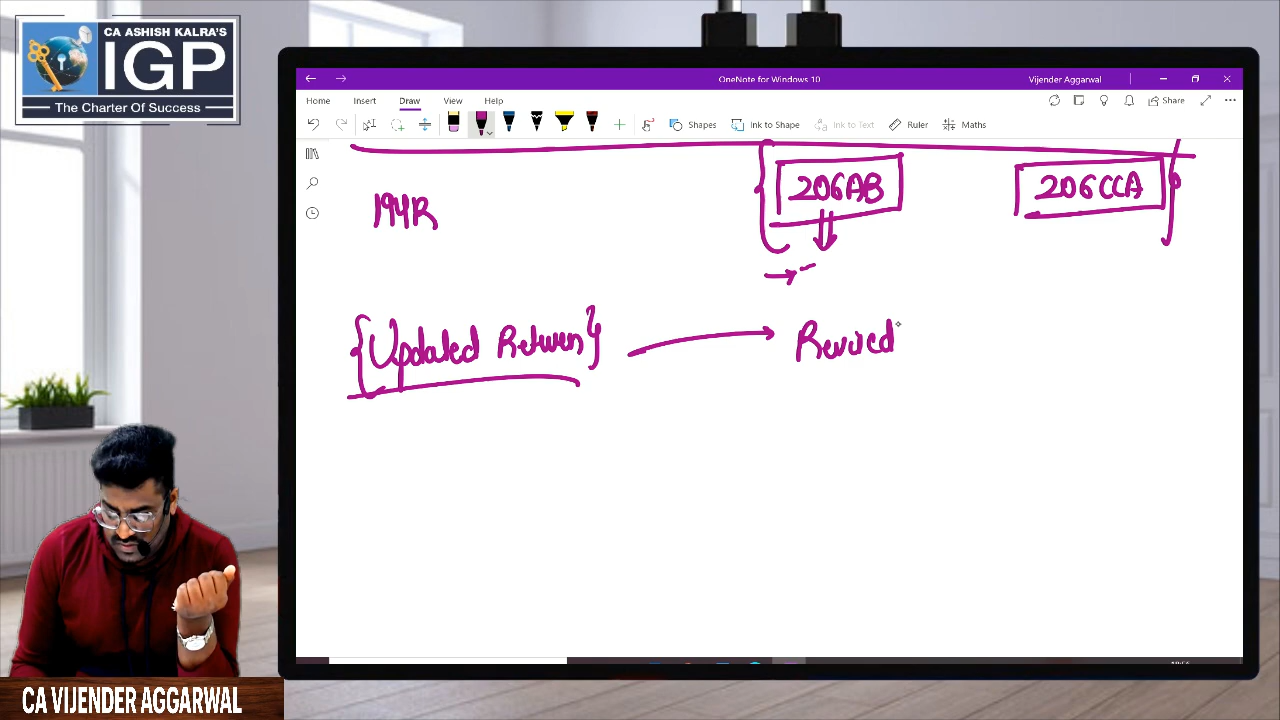 CA ASHISH KALRA'S
IGP
The Charter Of Success
OneNote for Windows 10
Vijender Aggarwal
Home Insert Draw View Help
Share
Shapes
Ink to Shape
Ink to Text
Ruler
Maths
206AB
206CCA
194R
{Updated Return}
Revised
CA VIJENDER AGGARWAL